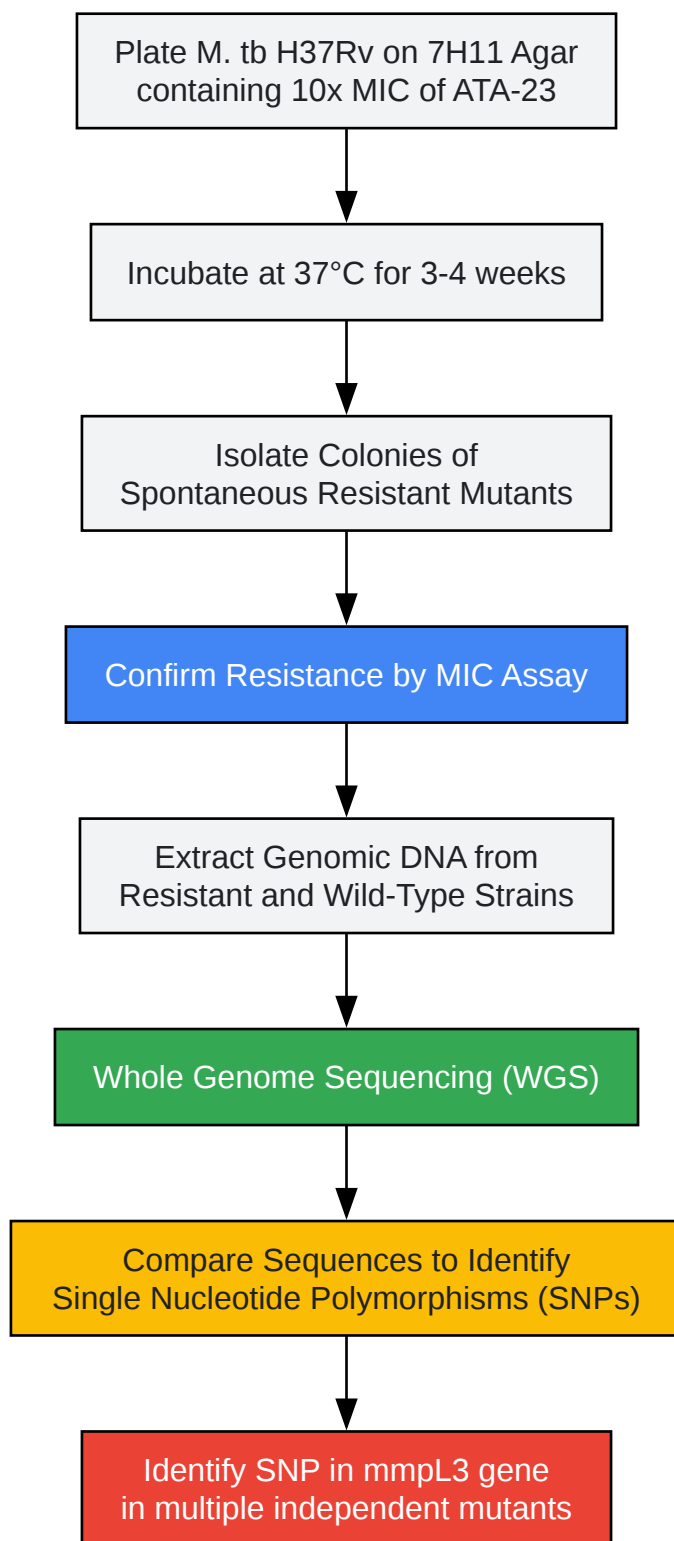 Plate M. tb H37Rv on 7H11 Agar
containing 10x MIC of ATA-23
Incubate at 37°C for 3-4 weeks
Isolate Colonies of
Spontaneous Resistant Mutants
Confirm Resistance by MIC Assay
Extract Genomic DNA from
Resistant and Wild-Type Strains
Whole Genome Sequencing (WGS)
Compare Sequences to Identify
Single Nucleotide Polymorphisms (SNPs)
Identify SNP in mmpL3 gene
in multiple independent mutants